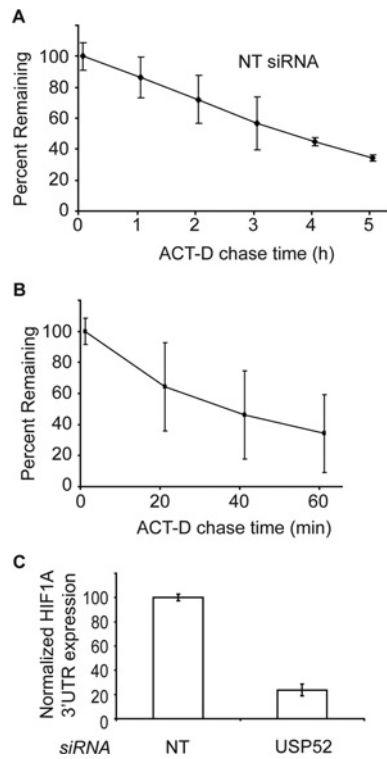 A
Percent Remaining
100
80
60
40
20
0
NT siRNA
0 1 2 3 4 5
ACT-D chase time (h)
B
Percent Remaining
100
80
60
40
20
0
0 20 40 60
ACT-D chase time (min)
C
Normalized HIF1A
3'UTR expression
100
80
60
40
20
0
siRNA NT USP52